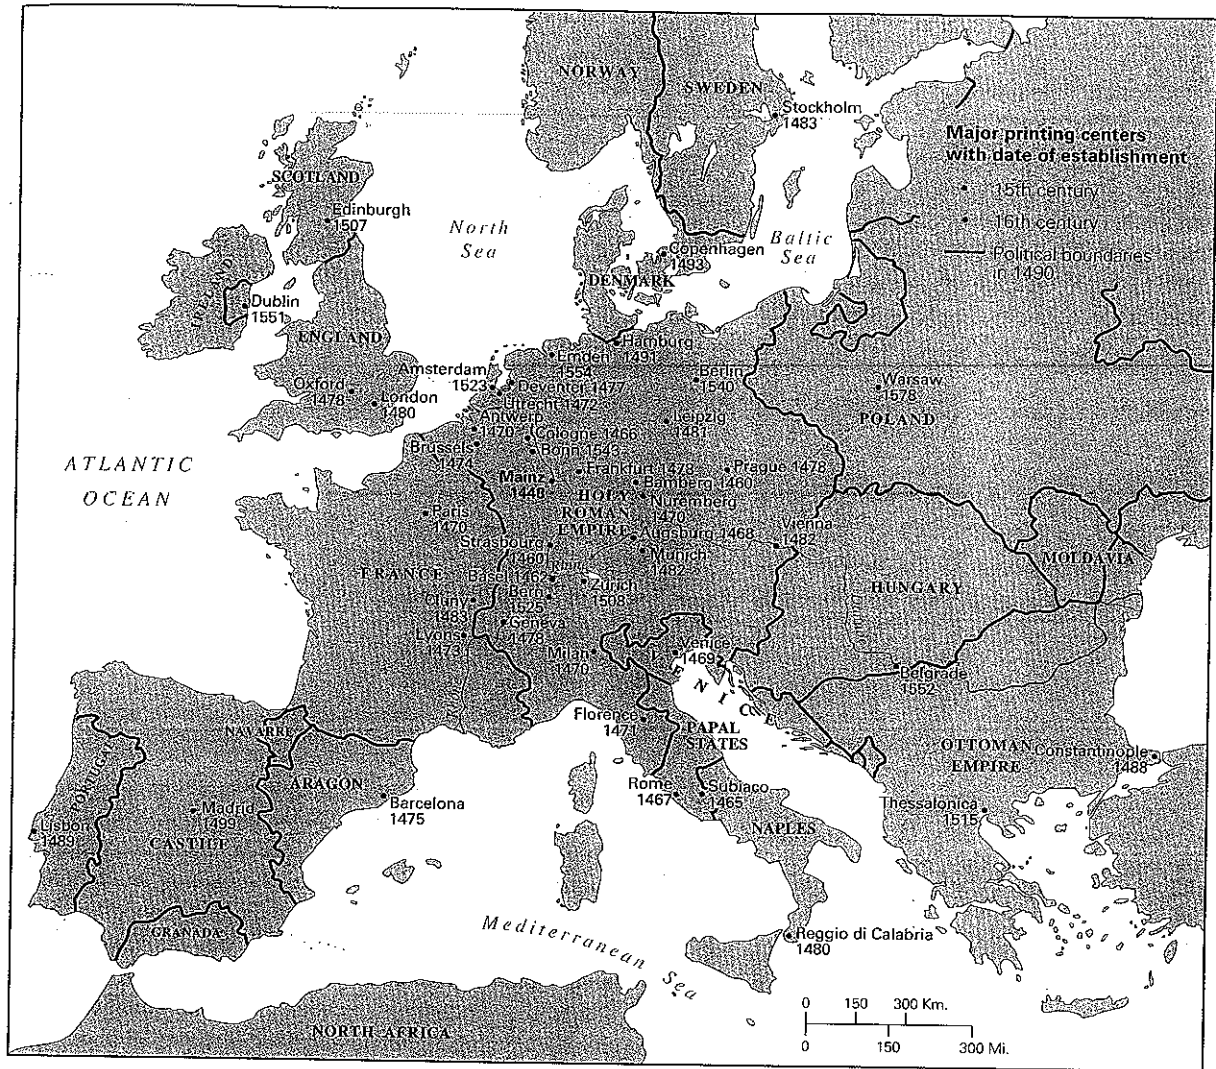 NORWAY
SWEDEN
Stockholm
1483
Major printing centers
with date of establishment
15th century
16th century
Political boundaries
in 1490
SCOTLAND
Edinburgh
1507
North
Sea
Copenhagen
1493
Baltic
Sea
DENMARK
IRELAND
Dublin
1551
ENGLAND
Hamburg
1491
Emden
1554
Amsterdam
1523
Deventer 1477
Berlin
1540
Warsaw
1578
Oxford
1478
London
1480
Utrecht 1472
Antwerp
1470
Leipzig
1481
POLAND
Cologne 1466
Brussels
1474
Bonn 1543
ATLANTIC
OCEAN
Mainz
1448
Frankfurt 1478
Prague 1478
Bamberg 1460
HOLY
ROMAN
EMPIRE
Nuremberg
1470
Paris
1470
Augsburg 1468
Vienna
1482
Strasbourg
1460
Munich
1482
MOLDAVIA
Rhine
FRANCE
Basel 1462
Zurich
1508
HUNGARY
Cluny
1483
Bern
1525
Geneva
1478
Lyons
1473
Milan
1470
Venice
1469
Danube
Belgrade
1552
VENICE
Florence
1471
PAPAL
STATES
NAVARRE
OTTOMAN
EMPIRE
Constantinople
1488
PORTUGAL
ARAGON
Rome
1467
Subiaco
1465
Madrid
1499
Barcelona
1475
Thessalonica
1515
Lisbon
1489
CASTILE
NAPLES
GRANADA
Mediterranean Sea
Reggio di Calabria
1480
0 150 300 Km.
0 150 300 Mi.
NORTH AFRICA